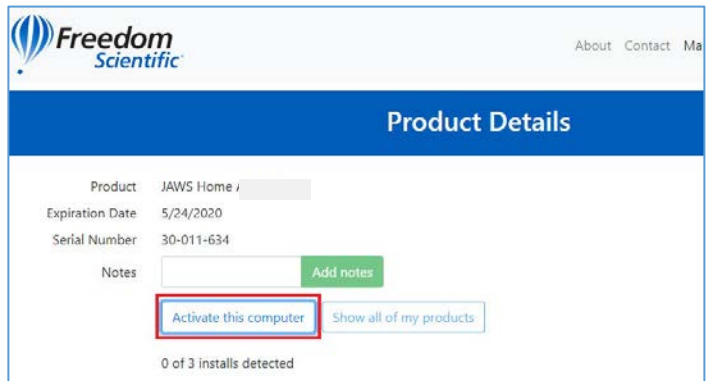 Freedom
Scientific
About Contact Ma
Product Details
Product JAWS Home
Expiration Date 5/24/2020
Serial Number 30-011-634
Notes Add notes
Activate this computer Show all of my products
0 of 3 installs detected